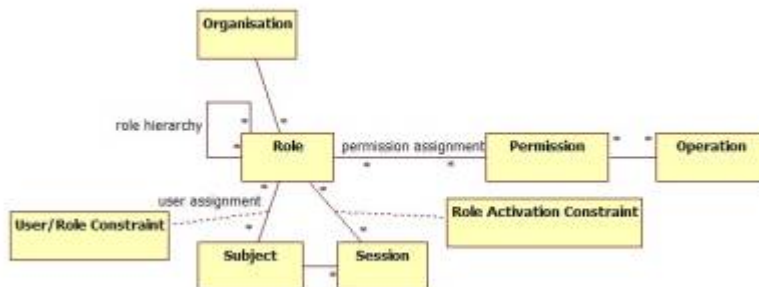 Organisation
role hierarchy
*
*
*
Role
permission assignment
*
*
Permission
*
*
Operation
user assignment
*
*
User/Role Constraint
*
*
Role Activation Constraint
Subject
*
Session